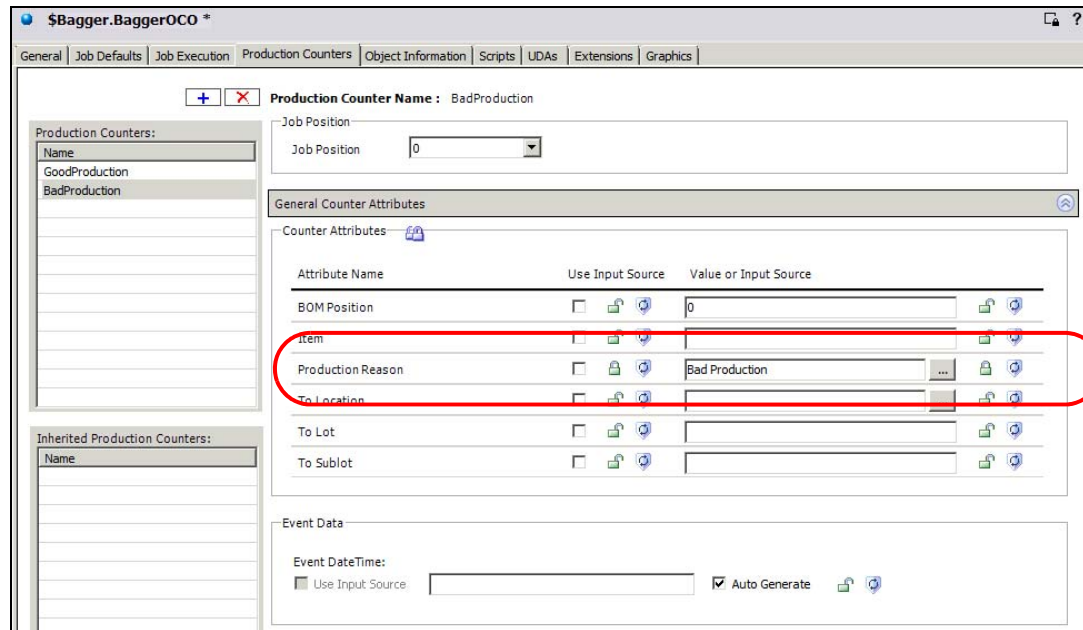 $Bagger.BaggerOCO *
?
General Job Defaults Job Execution Production Counters Object Information Scripts UDAs Extensions Graphics
Production Counter Name : BadProduction
Production Counters:
Name
GoodProduction
BadProduction
Job Position
Job Position 0
General Counter Attributes
Counter Attributes
Attribute Name Use Input Source Value or Input Source
BOM Position 0
Item
Production Reason Bad Production ...
To Location
To Lot
To Sublot
Inherited Production Counters:
Name
Event Data
Event DateTime:
Use Input Source Auto Generate